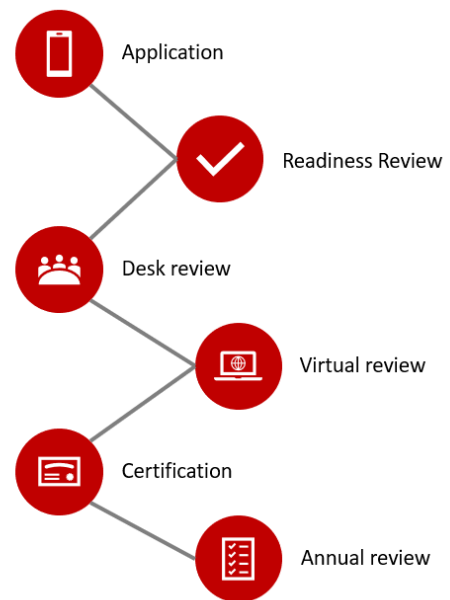 Application
Readiness Review
Desk review
Virtual review
Certification
Annual review